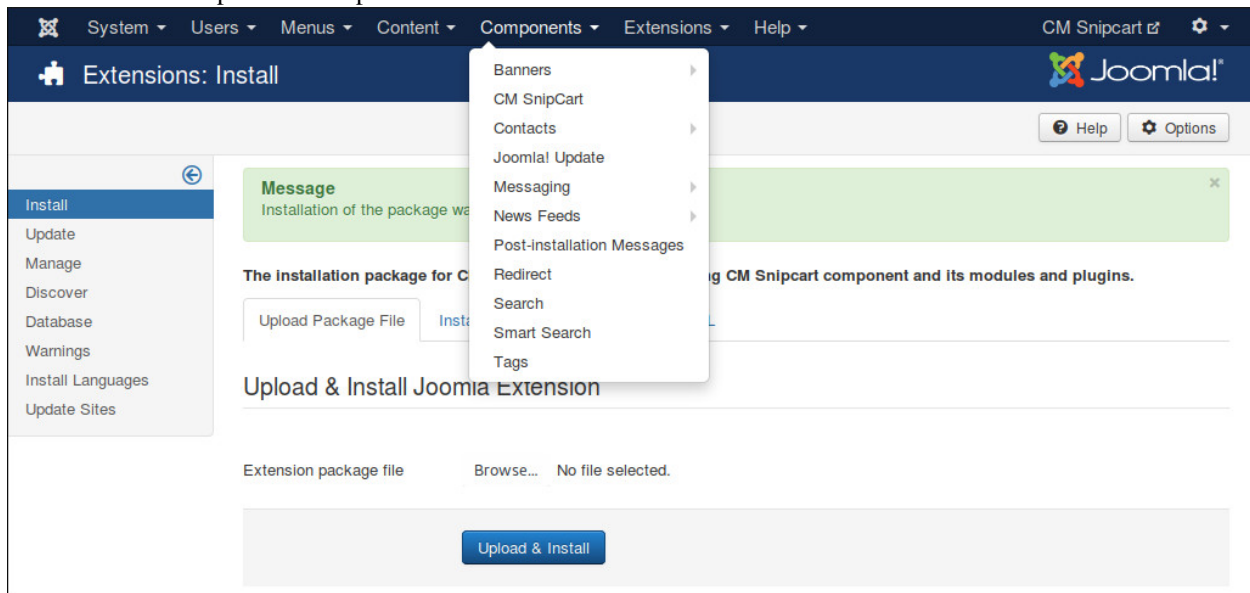 System Users Menus Content Components Extensions Help CM Snipcart
Extensions: Install
Joomla!®
Help Options
Banners
CM SnipCart
Contacts
Joomla! Update
Messaging
News Feeds
Post-installation Messages
Redirect
Search
Smart Search
Tags
Install
Update
Manage
Discover
Database
Warnings
Install Languages
Update Sites
Message
Installation of the package
The installation package for CM Snipcart component and its modules and plugins.
Upload Package File
Upload & Install Joomla Extension
Extension package file Browse... No file selected.
Upload & Install